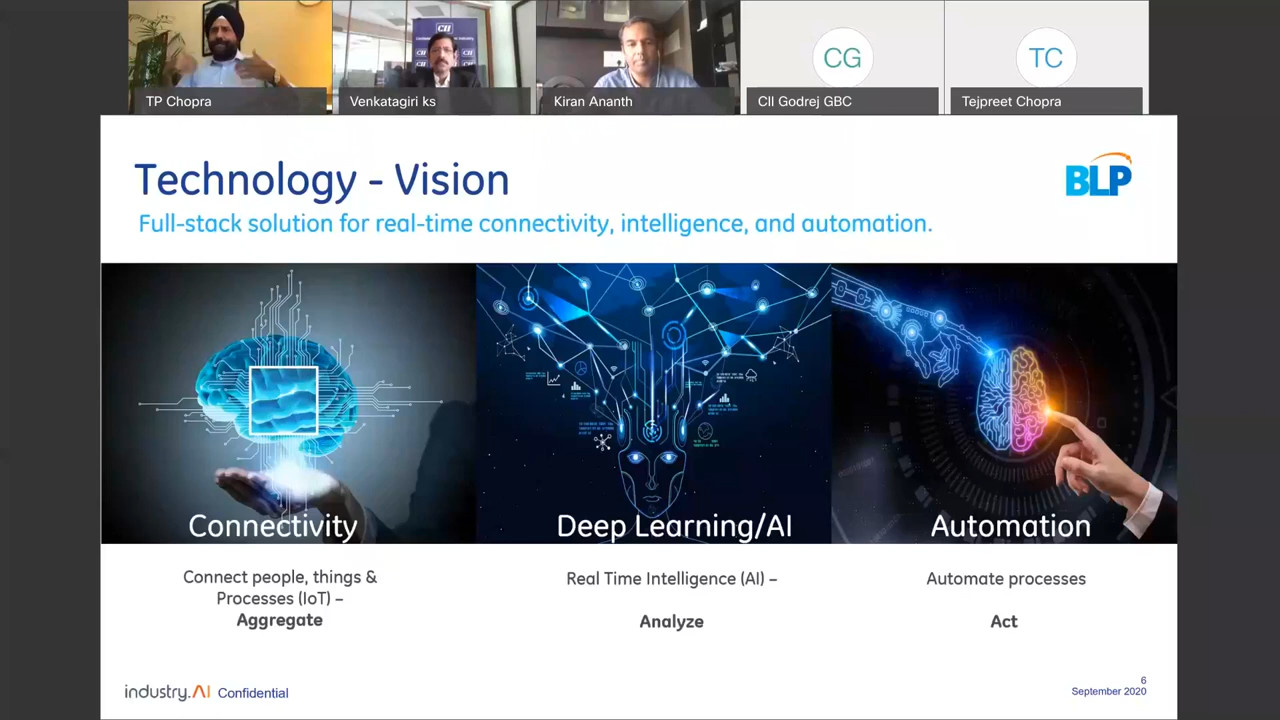 CII
TP Chopra
Venkatagiri ks
Kiran Ananth
CG
CII Godrej GBC
TC
Tejpreet Chopra
Technology - Vision
BLP
Full-stack solution for real-time connectivity, intelligence, and automation.
Connectivity
Deep Learning/AI
Automation
Connect people, things &
Processes (IoT) –
Aggregate
Real Time Intelligence (AI) –
Analyze
Automate processes
Act
industry.AI Confidential
6
September 2020